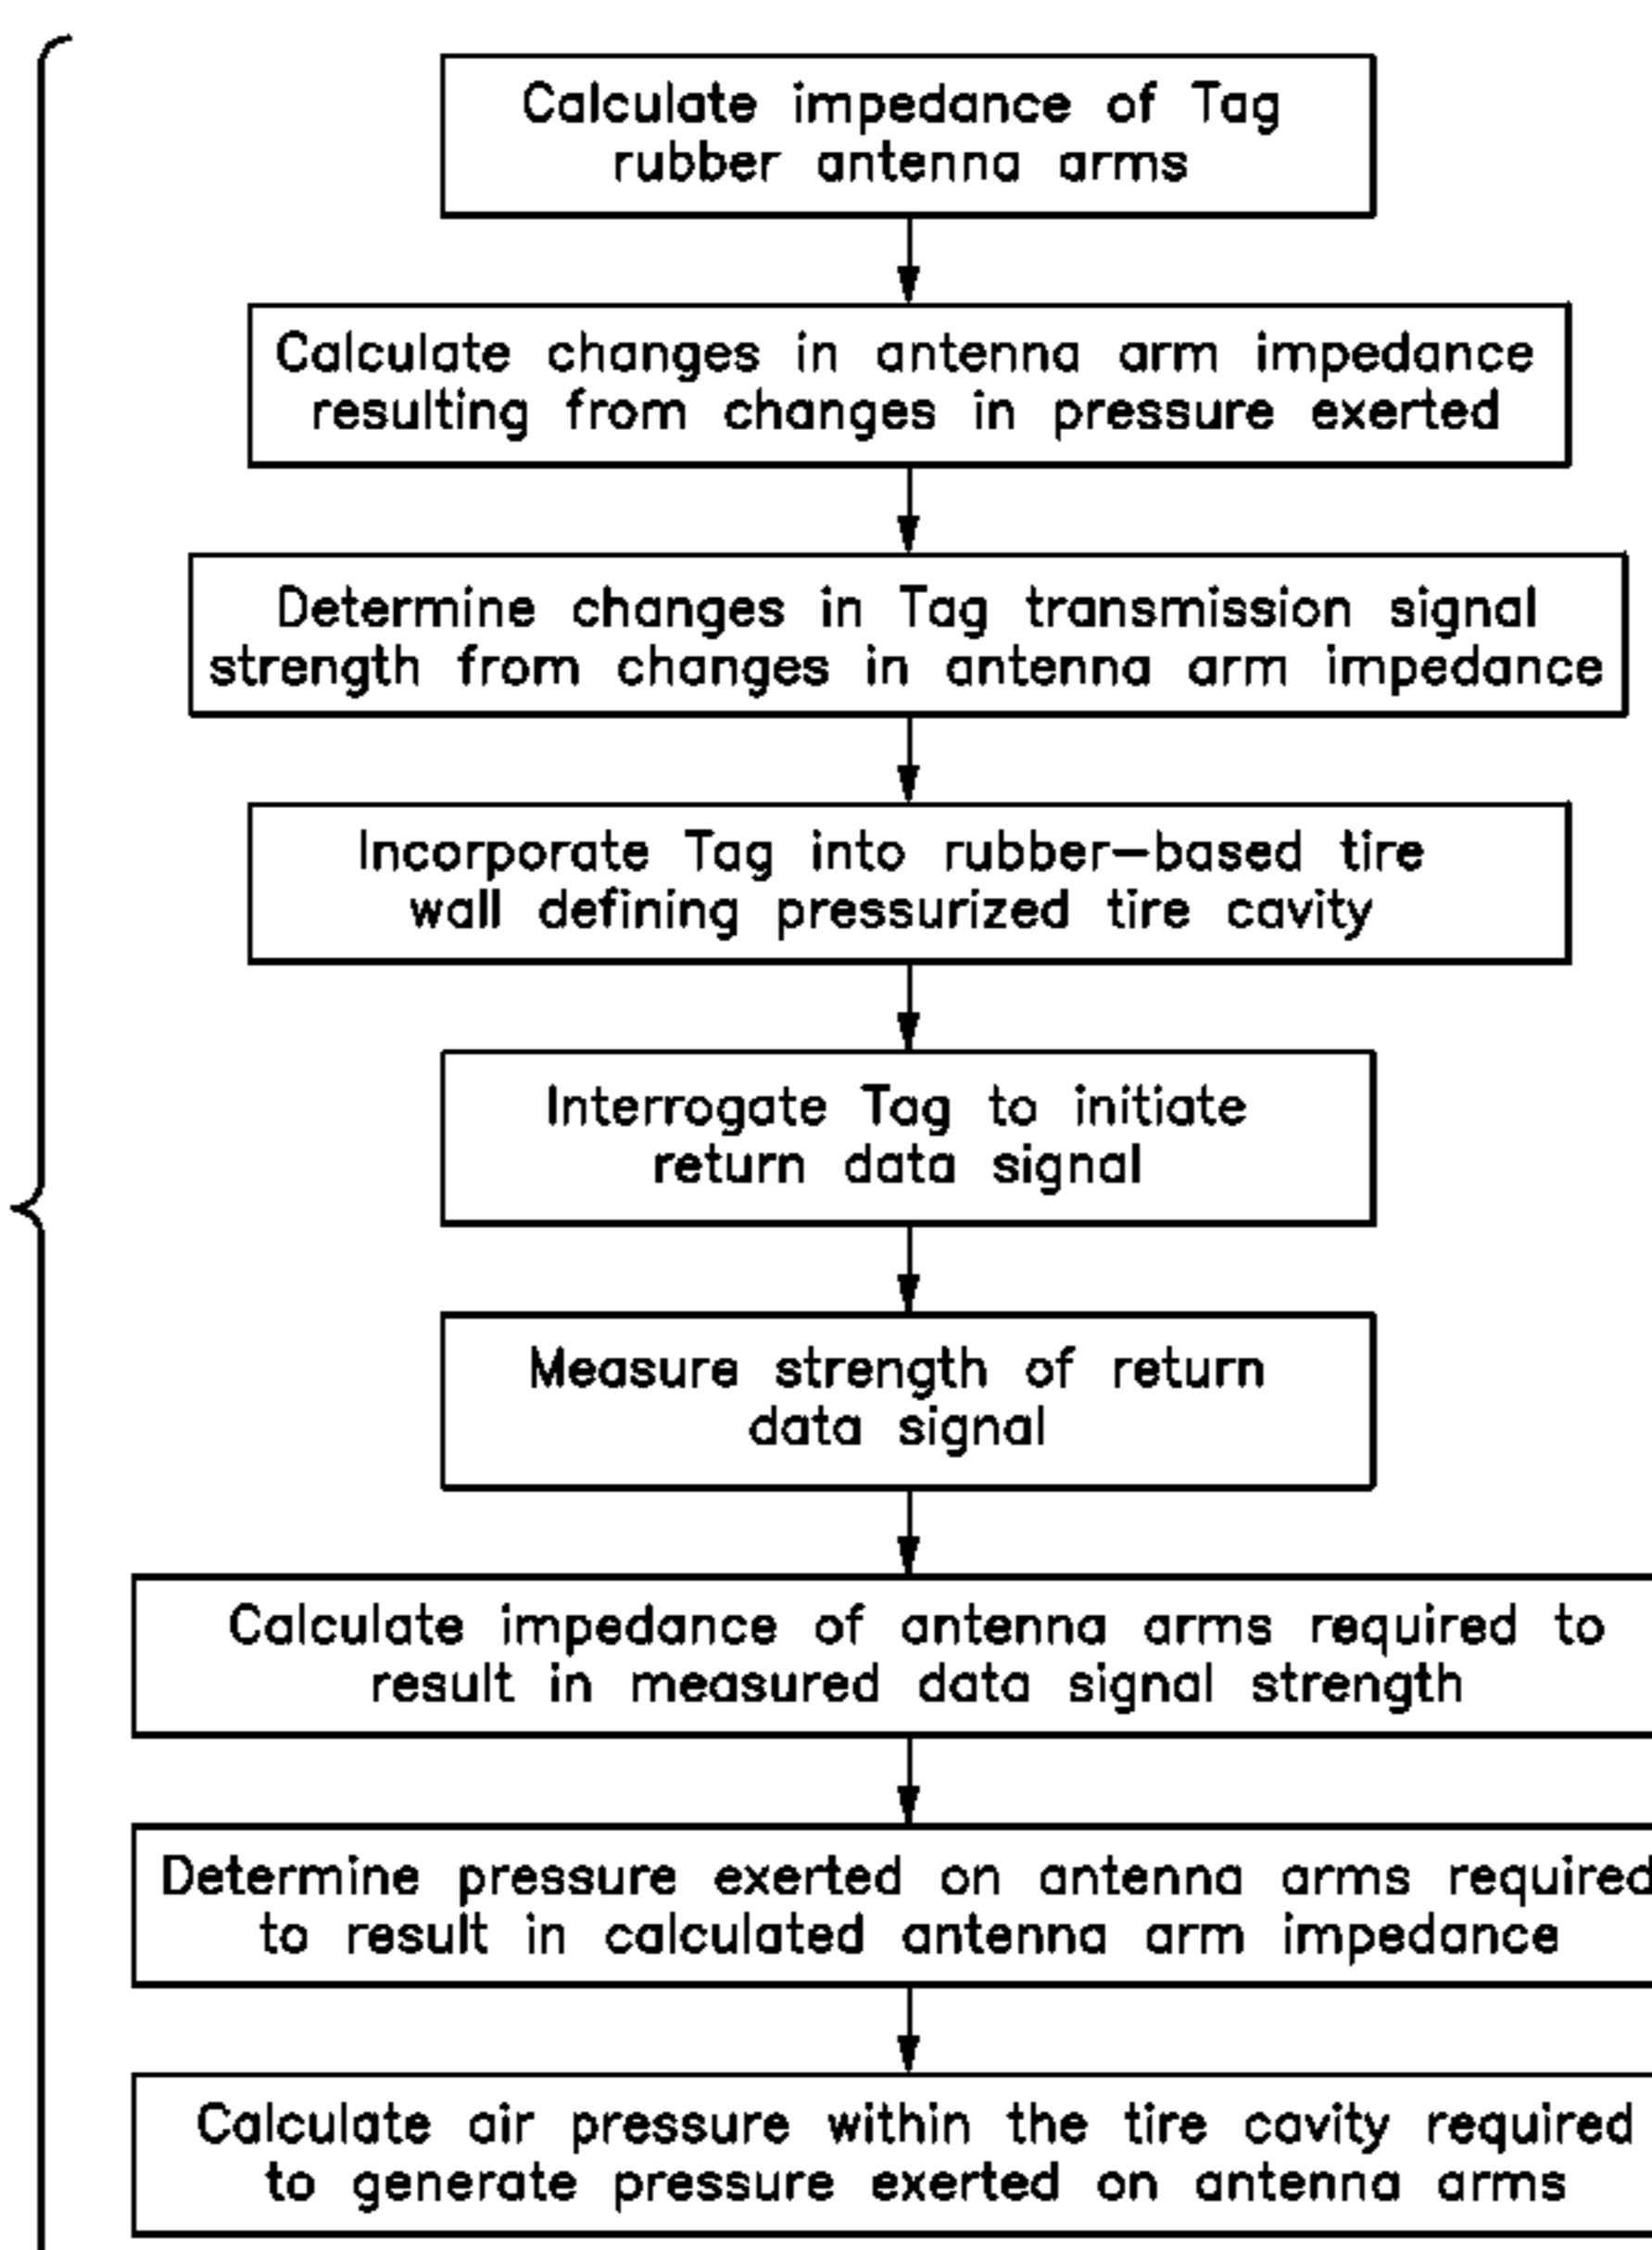 Calculate impedance of Tag
rubber antenna arms
Calculate changes in antenna arm impedance
resulting from changes in pressure exerted
Determine changes in Tag transmission signal
strength from changes in antenna arm impedance
Incorporate Tag into rubber-based tire
wall defining pressurized tire cavity
Interrogate Tag to initiate
return data signal
Measure strength of return
data signal
Calculate impedance of antenna arms required to
result in measured data signal strength
Determine pressure exerted on antenna arms required
to result in calculated antenna arm impedance
Calculate air pressure within the tire cavity required
to generate pressure exerted on antenna arms